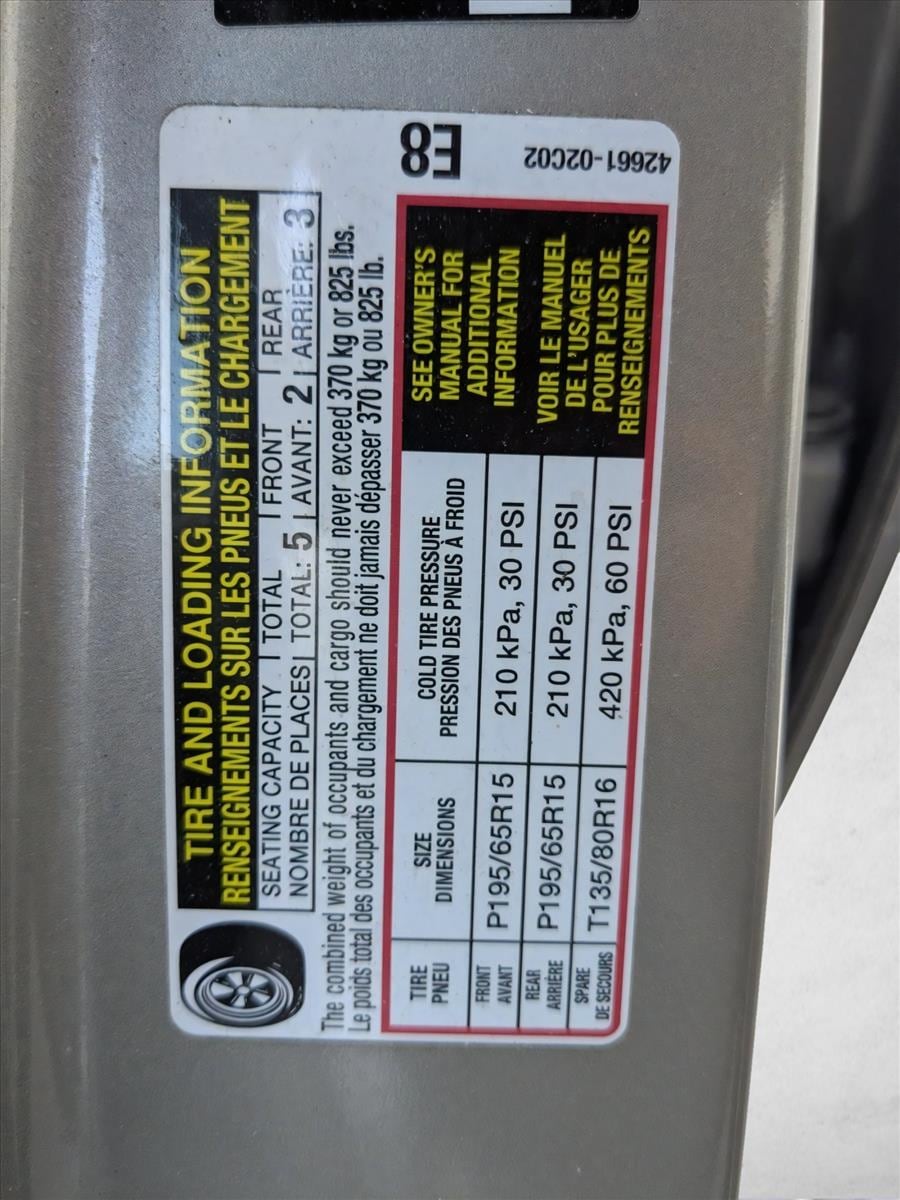 TIRE AND LOADING INFORMATION
RENSEIGNEMENTS SUR LES PNEUS ET LE CHARGEMENT
SEATING CAPACITY | TOTAL | FRONT | REAR
NOMBRE DE PLACES | TOTAL: 5 | AVANT: 2 | ARRIÈRE: 3
The combined weight of occupants and cargo should never exceed 370 kg or 825 lbs.
Le poids total des occupants et du chargement ne doit jamais dépasser 370 kg ou 825 lb.
TIRE
PNEU
SIZE
DIMENSIONS
COLD TIRE PRESSURE
PRESSION DES PNEUS À FROID
FRONT
AVANT
P195/65R15
210 kPa, 30 PSI
REAR
ARRIÈRE
P195/65R15
210 kPa, 30 PSI
SPARE
DE SECOURS
T135/80R16
420 kPa, 60 PSI
SEE OWNER'S
MANUAL FOR
ADDITIONAL
INFORMATION
VOIR LE MANUEL
DE L'USAGER
POUR PLUS DE
RENSEIGNEMENTS
E8
42661-02C02